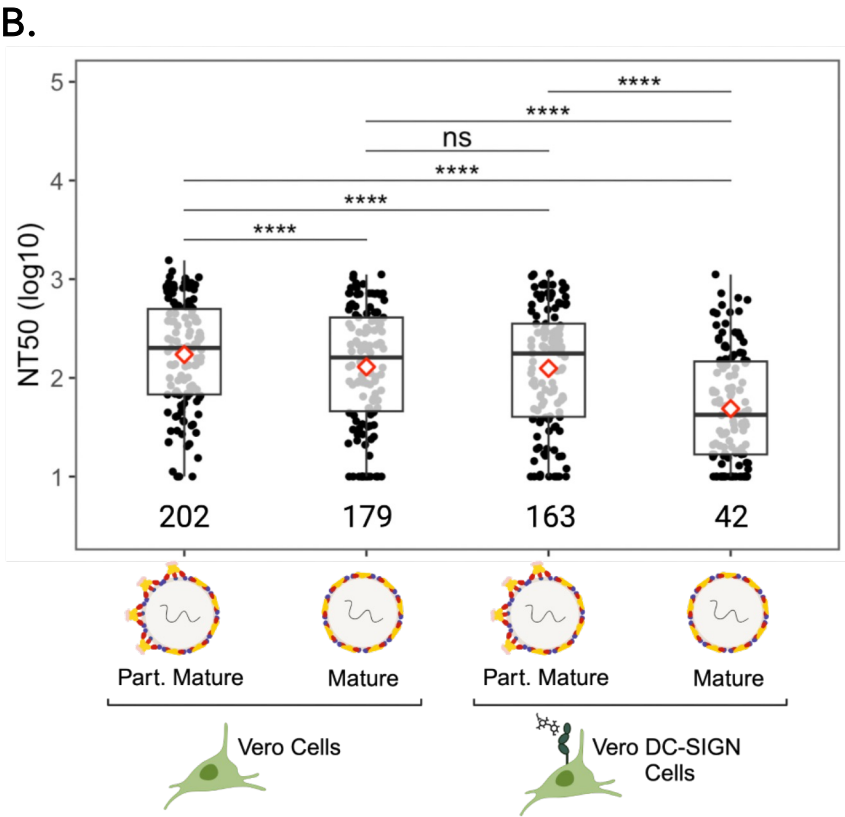 B.
NT50 (log10)
5
4
3
2
1
****
****
ns
****
****
****
202 179 163 42
Part. Mature Mature Part. Mature Mature
Vero Cells
Vero DC-SIGN
Cells